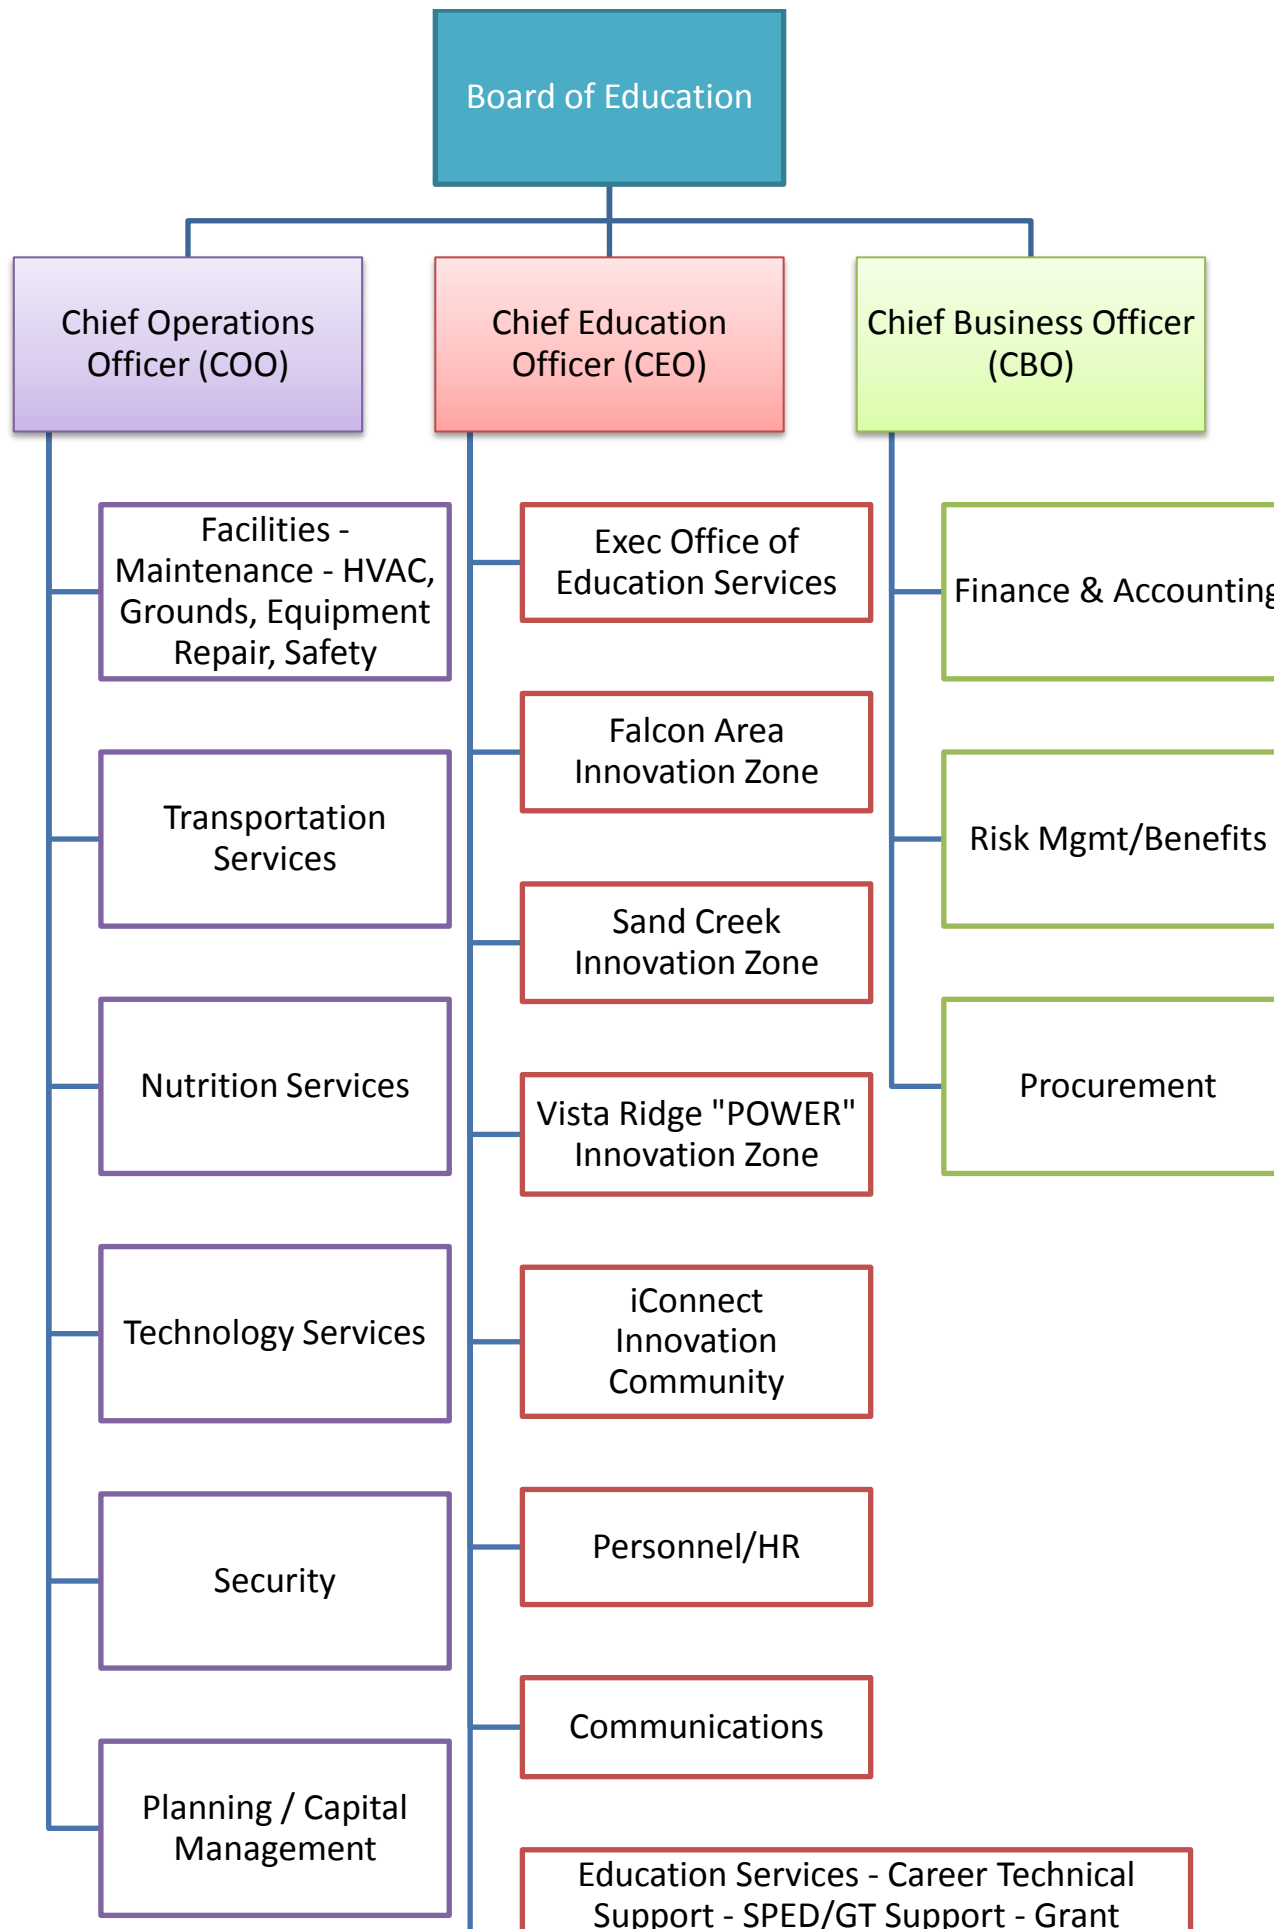 Board of Education
Chief Operations
Officer (COO)
Chief Education
Officer (CEO)
Chief Business Officer
(CBO)
Facilities -
Maintenance - HVAC,
Grounds, Equipment
Repair, Safety
Transportation
Services
Nutrition Services
Technology Services
Security
Planning / Capital
Management
Exec Office of
Education Services
Falcon Area
Innovation Zone
Sand Creek
Innovation Zone
Vista Ridge "POWER"
Innovation Zone
iConnect
Innovation
Community
Personnel/HR
Communications
Education Services - Career Technical
Support - SPED/GT Support - Grant
Finance & Accounting
Risk Mgmt/Benefits
Procurement